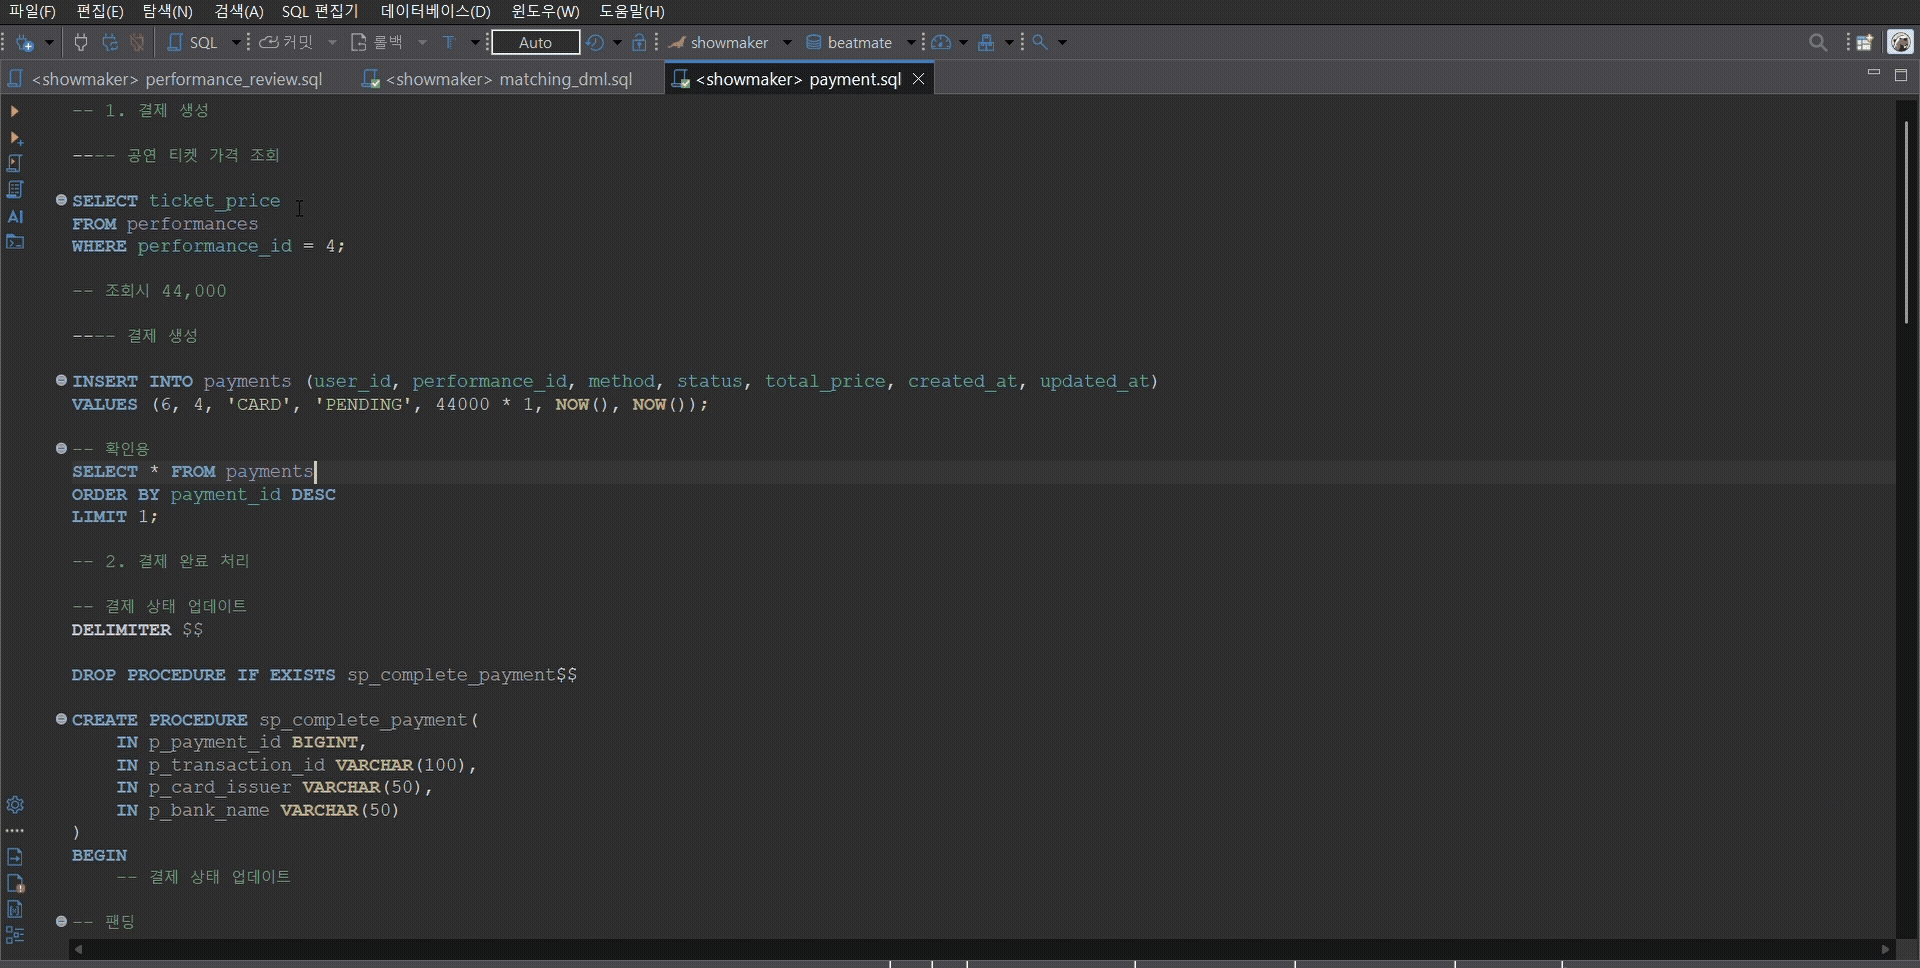 파일(F) 편집(E) 탐색(N) 검색(A) SQL 편집기 데이터베이스(D) 윈도우(W) 도움말(H)
SQL 커밋 롤백 T Auto showmaker beatmate
<showmaker> performance_review.sql <showmaker> matching_dml.sql <showmaker> payment.sql
-- 1. 결제 생성
---- 공연 티켓 가격 조회
SELECT ticket_price
FROM performances
WHERE performance_id = 4;
-- 조회시 44,000
---- 결제 생성
INSERT INTO payments (user_id, performance_id, method, status, total_price, created_at, updated_at)
VALUES (6, 4, 'CARD', 'PENDING', 44000 * 1, NOW(), NOW());
-- 확인용
SELECT * FROM payments
ORDER BY payment_id DESC
LIMIT 1;
-- 2. 결제 완료 처리
-- 결제 상태 업데이트
DELIMITER $$
DROP PROCEDURE IF EXISTS sp_complete_payment$$
CREATE PROCEDURE sp_complete_payment(
IN p_payment_id BIGINT,
IN p_transaction_id VARCHAR(100),
IN p_card_issuer VARCHAR(50),
IN p_bank_name VARCHAR(50)
)
BEGIN
-- 결제 상태 업데이트
-- 팬딩
AI